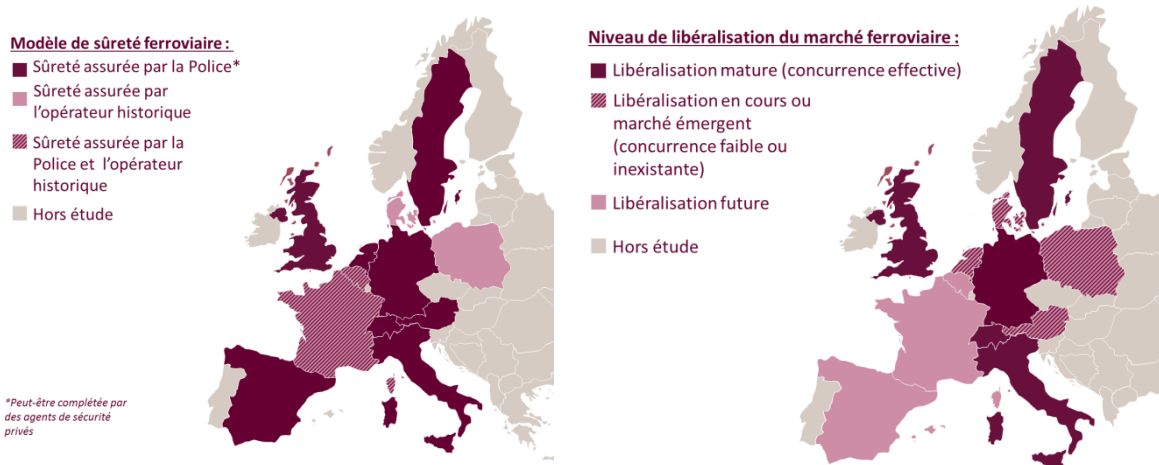 Modèle de sûreté ferroviaire :
Sûreté assurée par la Police*
Sûreté assurée par
l’opérateur historique
Sûreté assurée par la
Police et l’opérateur
historique
Hors étude
*Peut-être complétée par
des agents de sécurité
privés
Niveau de libéralisation du marché ferroviaire :
Libéralisation mature (concurrence effective)
Libéralisation en cours ou
marché émergent
(concurrence faible ou
inexistante)
Libéralisation future
Hors étude